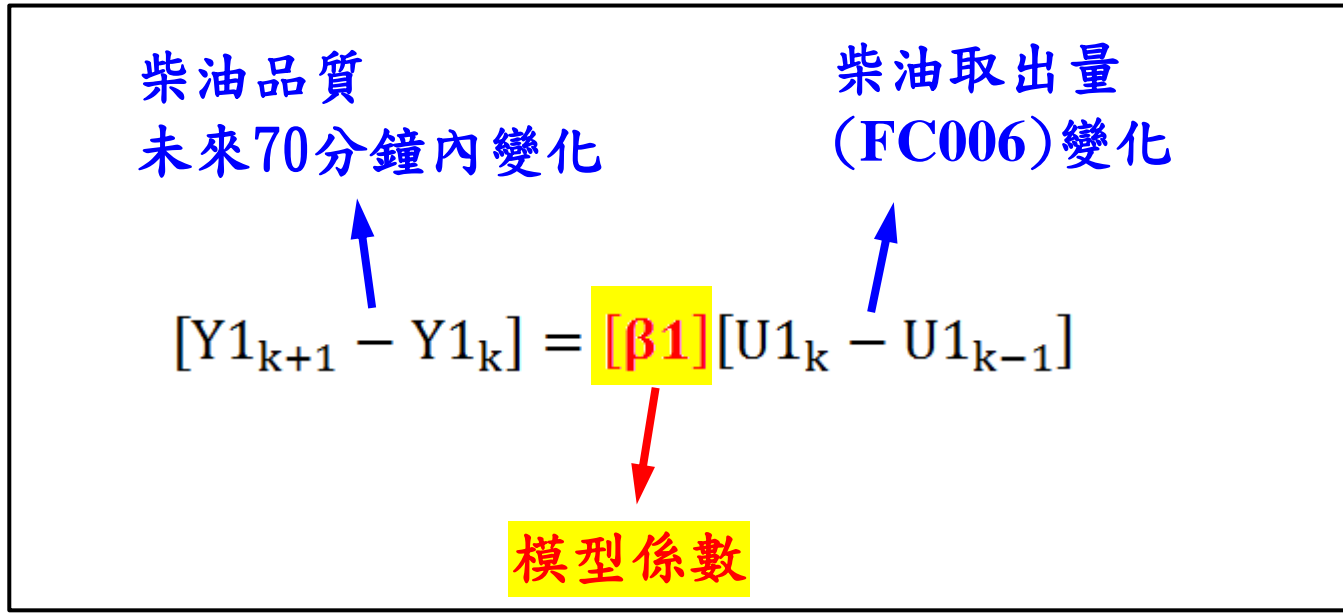 柴油品質
未來70分鐘內變化
柴油取出量
(FC006)變化
[Y1ₖ₊₁ − Y1ₖ] = [β1][U1ₖ − U1ₖ₋₁]
模型係數